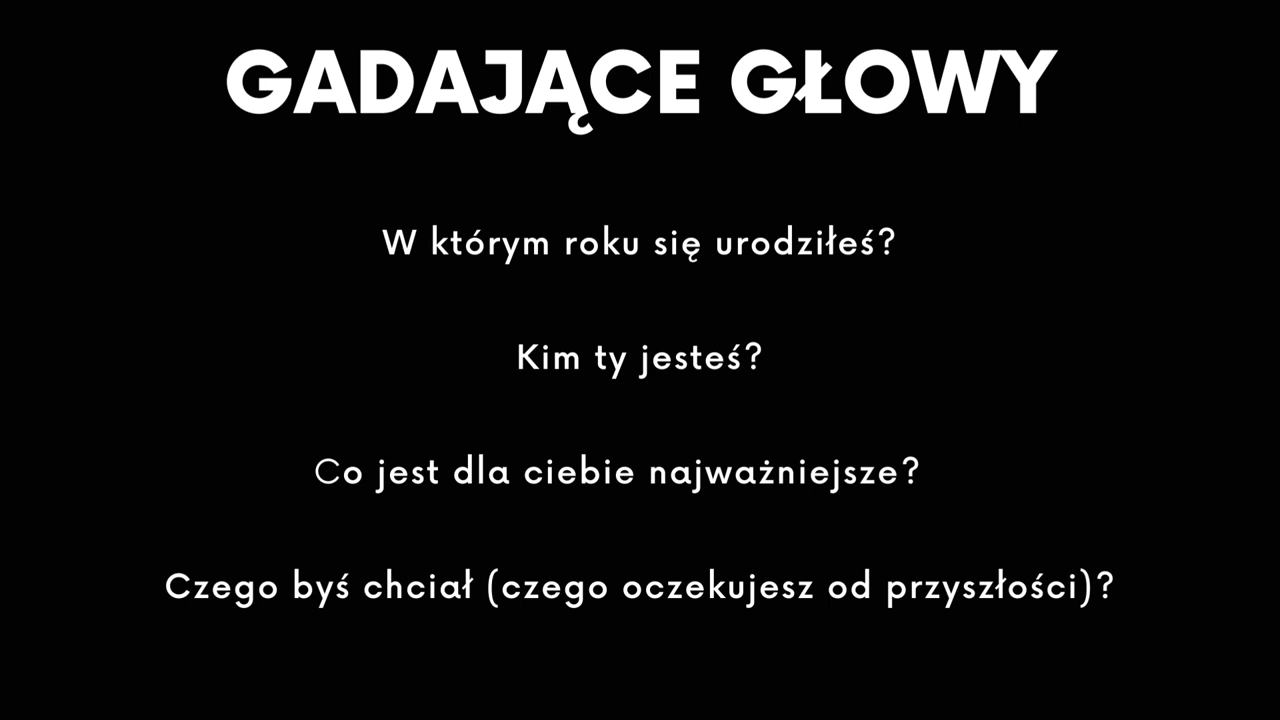 GADAJĄCE GŁOWY
W którym roku się urodziłeś?
Kim ty jesteś?
Co jest dla ciebie najważniejsze?
Czego byś chciał (czego oczekujesz od przyszłości)?